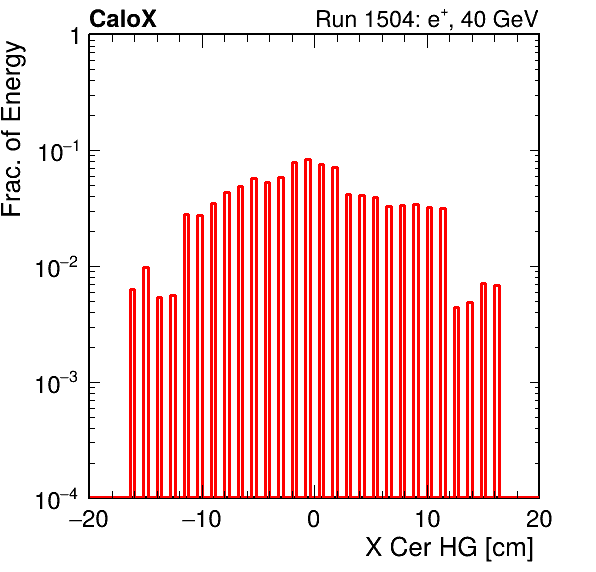 CaloX Run 1504: e⁺, 40 GeV
Frac. of Energy
1
10⁻¹
10⁻²
10⁻³
10⁻⁴
−20 −10 0 10 20
X Cer HG [cm]